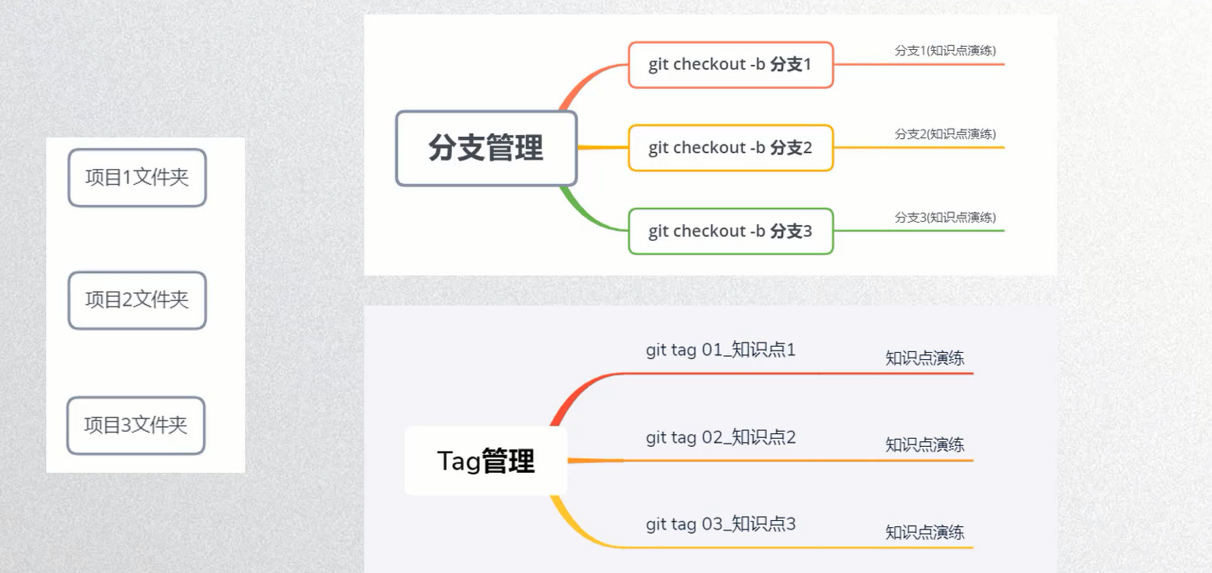 项目1文件夹
项目2文件夹
项目3文件夹
分支管理
git checkout -b 分支1
分支1(知识点演练)
git checkout -b 分支2
分支2(知识点演练)
git checkout -b 分支3
分支3(知识点演练)
Tag管理
git tag 01_知识点1
知识点演练
git tag 02_知识点2
知识点演练
git tag 03_知识点3
知识点演练